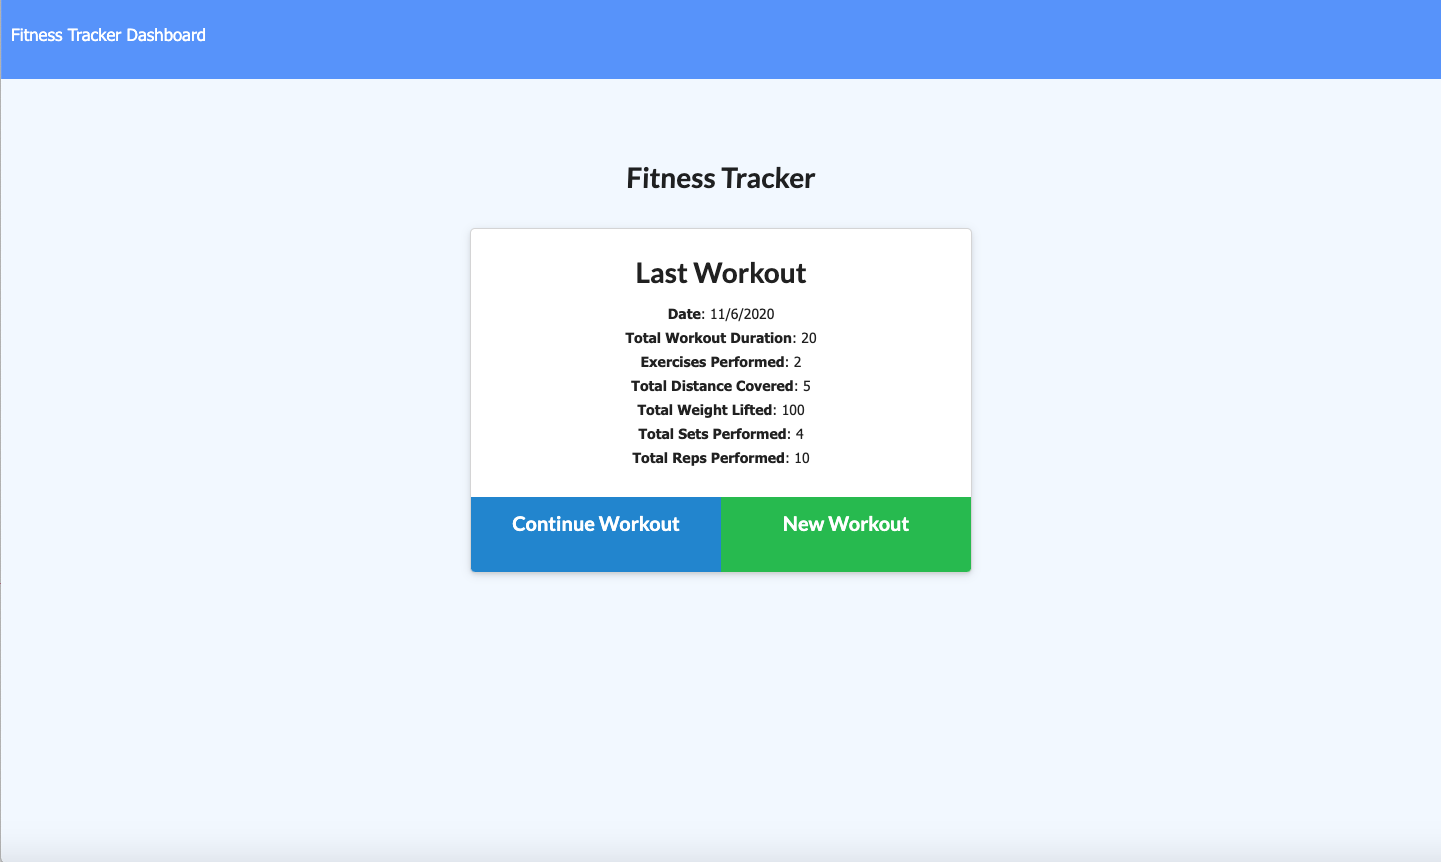 Fitness Tracker Dashboard
Fitness Tracker
Last Workout
Date: 11/6/2020
Total Workout Duration: 20
Exercises Performed: 2
Total Distance Covered: 5
Total Weight Lifted: 100
Total Sets Performed: 4
Total Reps Performed: 10
Continue Workout
New Workout